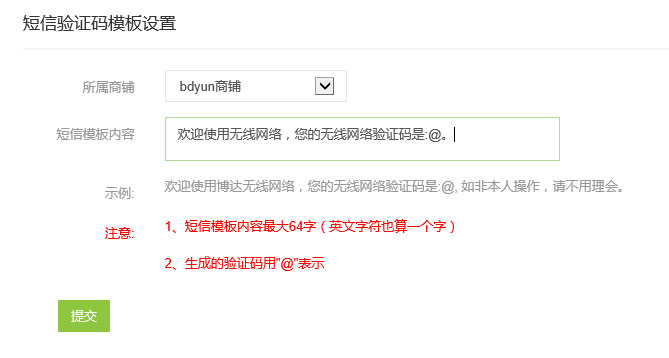 短信验证码模板设置
所属商铺 bdyun商铺
短信模板内容 欢迎使用无线网络，您的无线网络验证码是:@。
示例: 欢迎使用博达无线网络，您的无线网络验证码是:@, 如非本人操作，请不用理会。
注意: 1、短信模板内容最大64字（英文字符也算一个字）
2、生成的验证码用"@"表示
提交